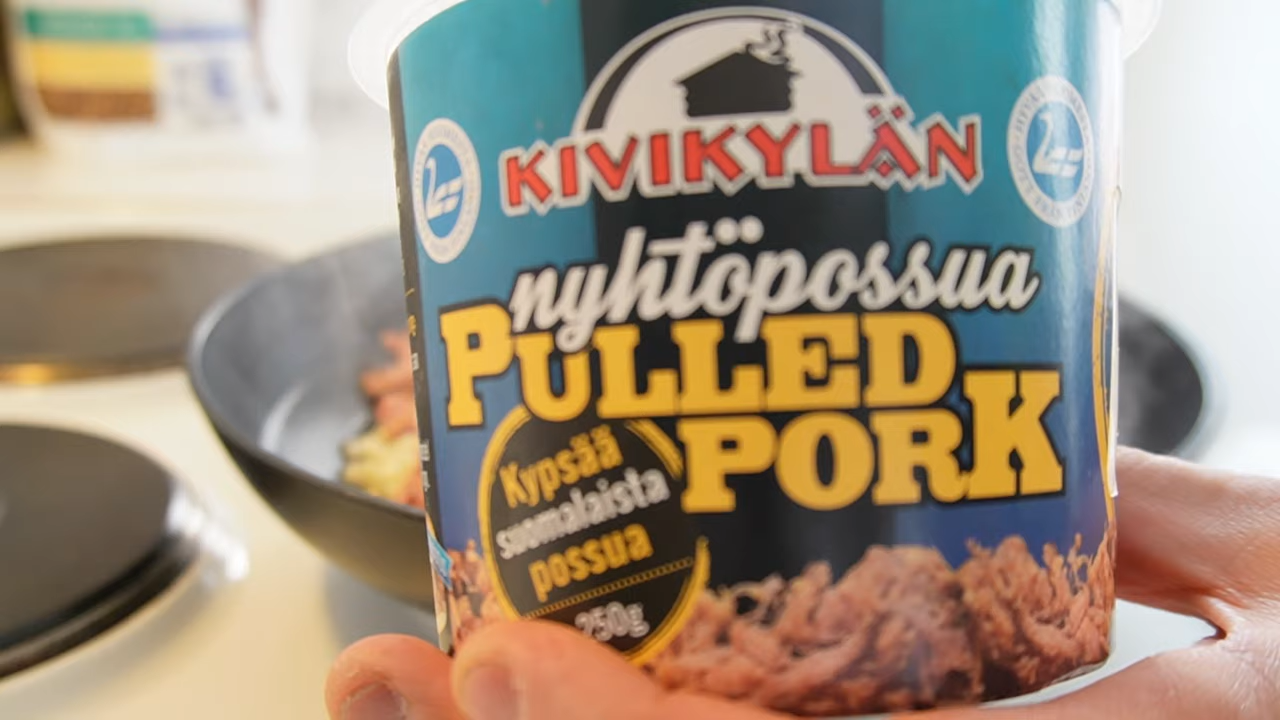 KIVIKYLÄN
nyhtöpossua
PULLED
PORK
Kypsää
suomalaista
possua
250g